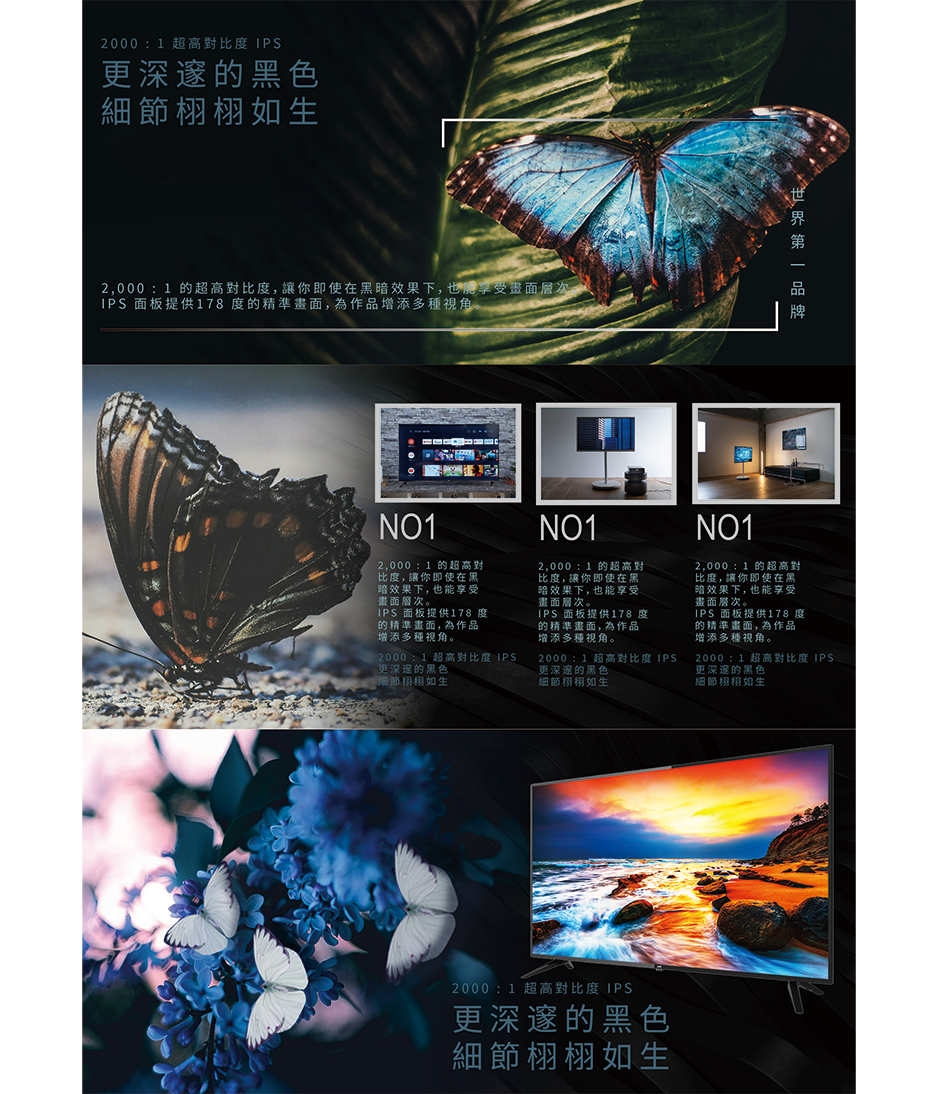 2000 : 1 超高對比度 IPS
更深邃的黑色
細節栩栩如生
世界第一品牌
2,000 : 1 的超高對比度,讓你即使在黑暗效果下,也能享受畫面層次。
IPS 面板提供178 度的精準畫面,為作品增添多種視角。
NO1
2,000 : 1 的超高對
比度,讓你即使在黑
暗效果下,也能享受
畫面層次。
IPS 面板提供178 度
的精準畫面,為作品
增添多種視角。
2000 : 1 超高對比度 IPS
更深邃的黑色
細節栩栩如生
NO1
2,000 : 1 的超高對
比度,讓你即使在黑
暗效果下,也能享受
畫面層次。
IPS 面板提供178 度
的精準畫面,為作品
增添多種視角。
2000 : 1 超高對比度 IPS
更深邃的黑色
細節栩栩如生
NO1
2,000 : 1 的超高對
比度,讓你即使在黑
暗效果下,也能享受
畫面層次。
IPS 面板提供178 度
的精準畫面,為作品
增添多種視角。
2000 : 1 超高對比度 IPS
更深邃的黑色
細節栩栩如生
2000 : 1 超高對比度 IPS
更深邃的黑色
細節栩栩如生